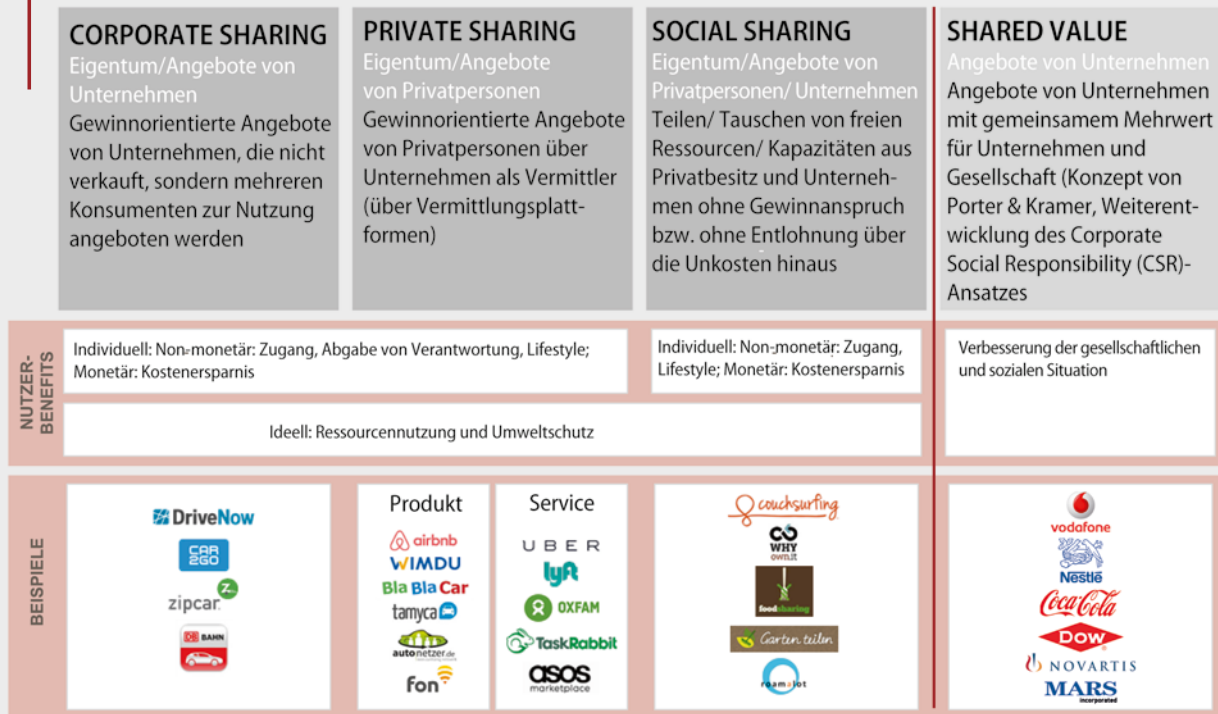 CORPORATE SHARING
Eigentum/Angebote von
Unternehmen
Gewinnorientierte Angebote
von Unternehmen, die nicht
verkauft, sondern mehreren
Konsumenten zur Nutzung
angeboten werden
PRIVATE SHARING
Eigentum/Angebote
von Privatpersonen
Gewinnorientierte Angebote
von Privatpersonen über
Unternehmen als Vermittler
(über Vermittlungsplatt-
formen)
SOCIAL SHARING
Eigentum/Angebote von
Privatpersonen/ Unternehmen
Teilen/ Tauschen von freien
Ressourcen/ Kapazitäten aus
Privatbesitz und Unterneh-
men ohne Gewinnanspruch
bzw. ohne Entlohnung über
die Unkosten hinaus
SHARED VALUE
Angebote von Unternehmen
Angebote von Unternehmen
mit gemeinsamem Mehrwert
für Unternehmen und
Gesellschaft (Konzept von
Porter & Kramer, Weiterent-
wicklung des Corporate
Social Responsibility (CSR)-
Ansatzes
NUTZER-
BENEFITS
Individuell: Non-monetär: Zugang, Abgabe von Verantwortung, Lifestyle;
Monetär: Kostenersparnis
Individuell: Non-monetär: Zugang,
Lifestyle; Monetär: Kostenersparnis
Verbesserung der gesellschaftlichen
und sozialen Situation
Ideell: Ressourcennutzung und Umweltschutz
BEISPIELE
DriveNow
CAR
2GO
zipcar
DB BAHN
Produkt
airbnb
WIMDU
Bla Bla Car
tamyca
autonetzer.de
fon
Service
UBER
lyft
OXFAM
TaskRabbit
asos
marketplace
couchsurfing
WHY
own.it
foodsharing
Garten teilen
roamalot
vodafone
Nestlé
Coca-Cola
DOW
NOVARTIS
MARS
incorporated